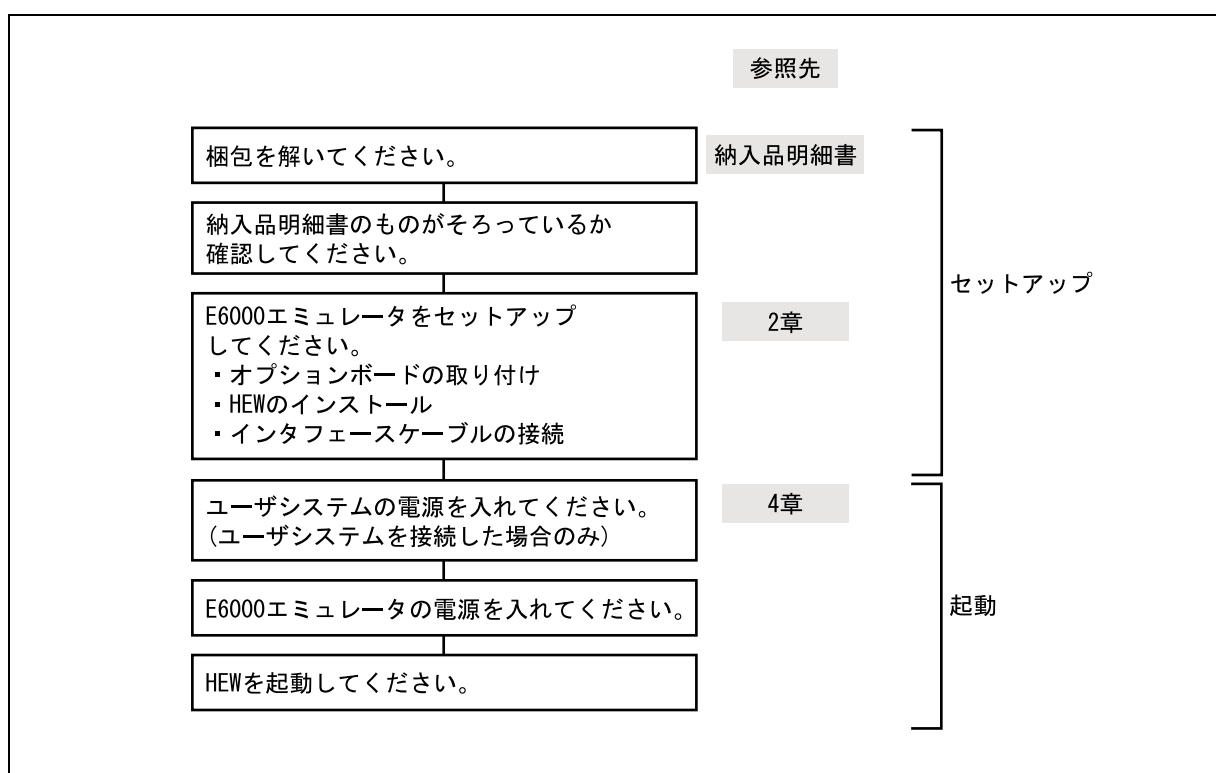 参照先
梱包を解いてください。
納入品明細書
納入品明細書のものがそろっているか
確認してください。
E6000エミュレータをセットアップ
してください。
・オプションボードの取り付け
・HEWのインストール
・インタフェースケーブルの接続
2章
セットアップ
ユーザシステムの電源を入れてください。
(ユーザシステムを接続した場合のみ)
4章
E6000エミュレータの電源を入れてください。
HEWを起動してください。
起動